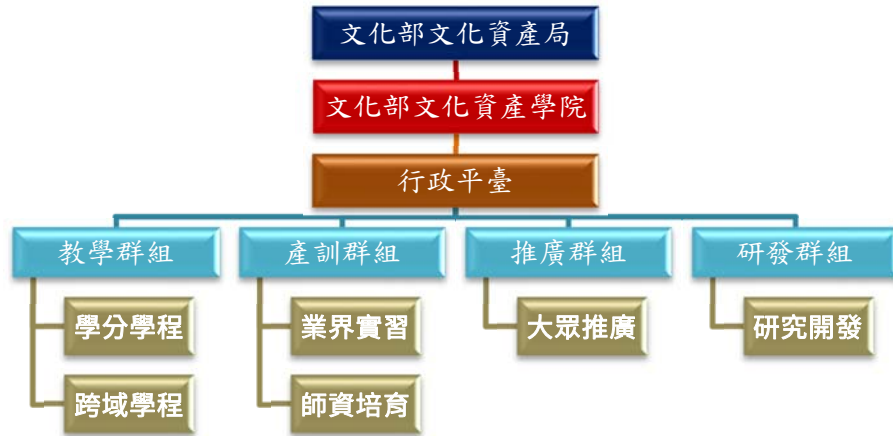 文化部文化資產局
文化部文化資產學院
行政平臺
教學群組
產訓群組
推廣群組
研發群組
學分學程
業界實習
大眾推廣
研究開發
跨域學程
師資培育